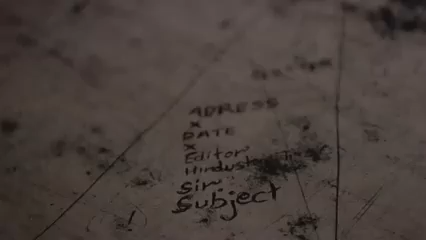 ADRESS
X
DATE
X
Editor
Hindustan
Sir
Subject